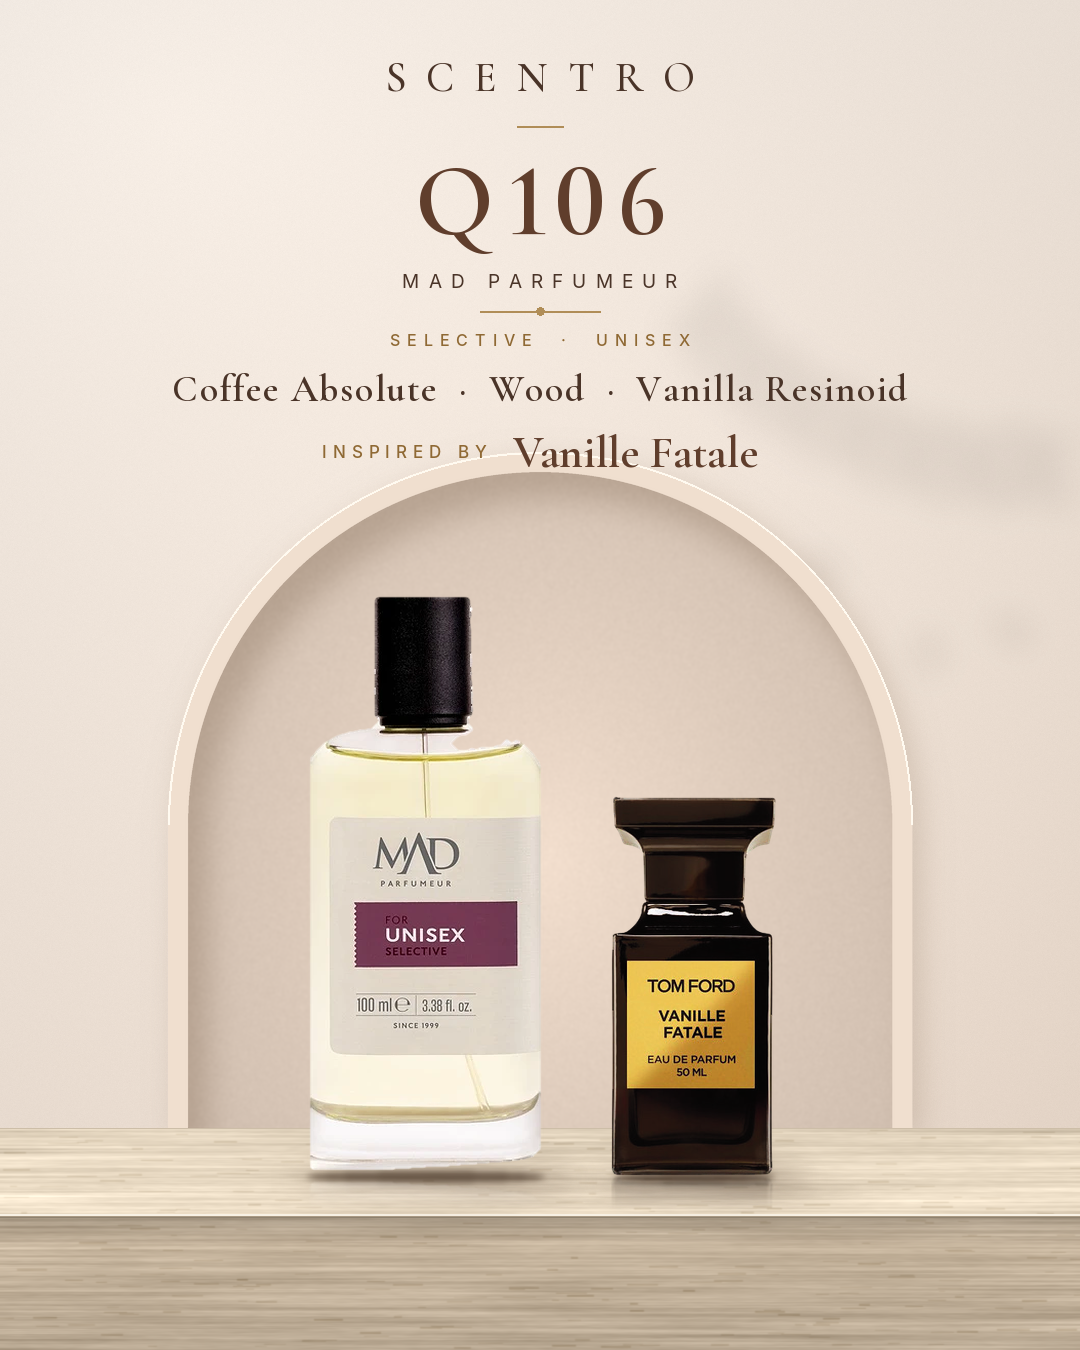 SCENTRO
Q106
MAD PARFUMEUR
SELECTIVE · UNISEX
Coffee Absolute · Wood · Vanilla Resinoid
INSPIRED BY Vanille Fatale
MAD
PARFUMEUR
FOR
UNISEX
SELECTIVE
100 ml ℮ 3.38 fl. oz.
SINCE 1999
TOM FORD
VANILLE
FATALE
EAU DE PARFUM
50 ML